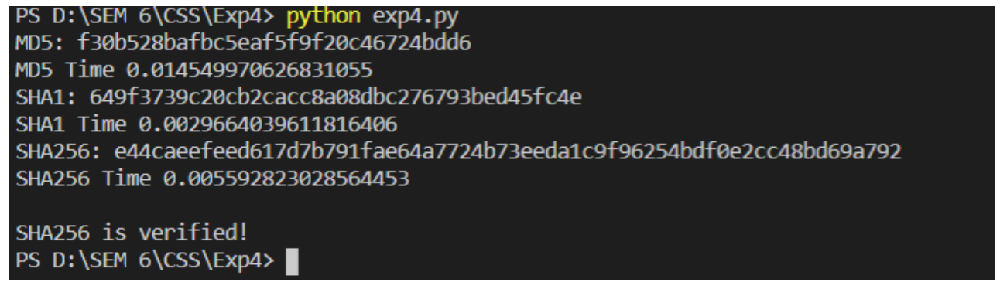 PS D:\SEM 6\CSS\Exp4> python exp4.py
MD5: f30b528bafbc5eaf5f9f20c46724bdd6
MD5 Time 0.014549970626831055
SHA1: 649f3739c20cb2cacc8a08dbc276793bed45fc4e
SHA1 Time 0.0029664039611816406
SHA256: e44caeefeed617d7b791fae64a7724b73eeda1c9f96254bdf0e2cc48bd69a792
SHA256 Time 0.005592823028564453
SHA256 is verified!
PS D:\SEM 6\CSS\Exp4>